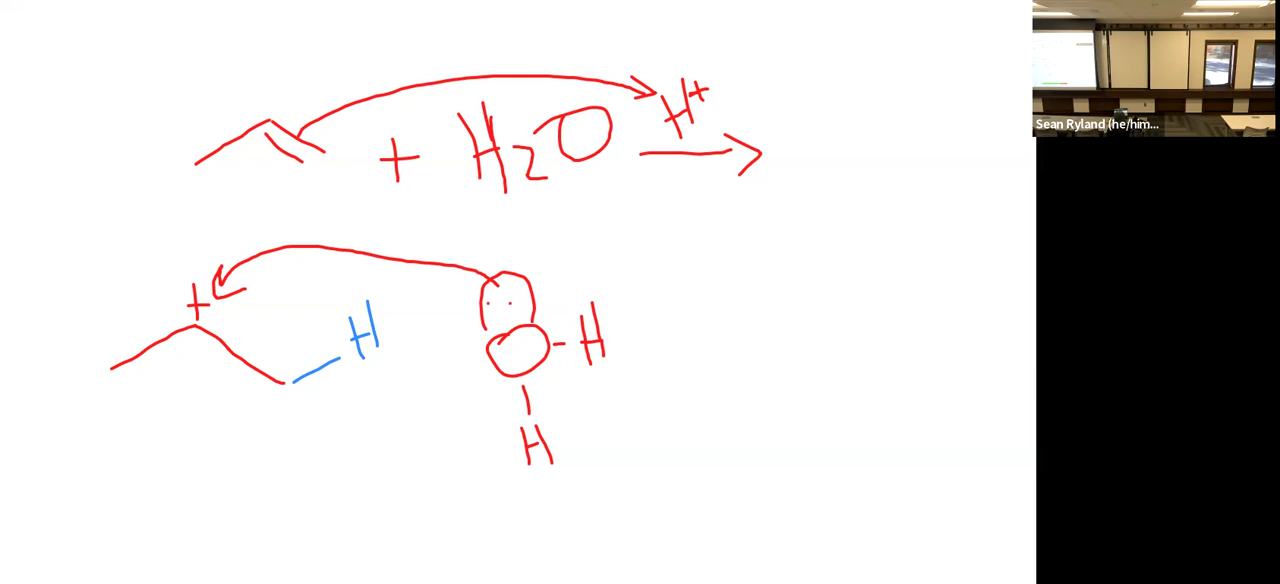 + H₂O H⁺
+ H
O-H
H
Sean Ryland (he/him...